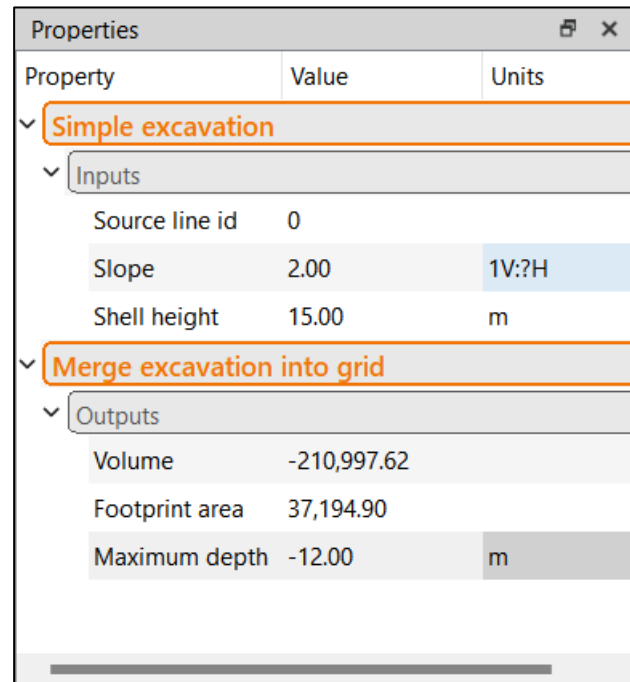 Properties
Property Value Units
Simple excavation
Inputs
Source line id 0
Slope 2.00 1V:?H
Shell height 15.00 m
Merge excavation into grid
Outputs
Volume -210,997.62
Footprint area 37,194.90
Maximum depth -12.00 m